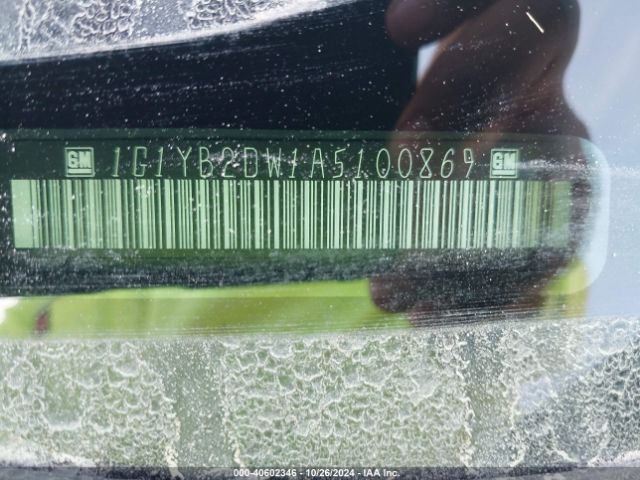 GM 1G1YB2DW1A5100869 GM
000-40602346 | 10/26/2024 - IAA Inc.